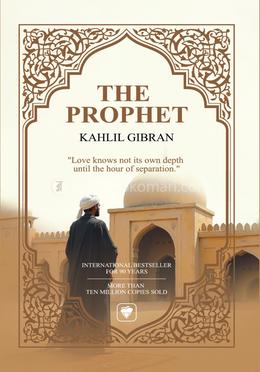 THE
PROPHET
KAHLIL GIBRAN
"Love knows not its own depth
until the hour of separation."
INTERNATIONAL BESTSELLER
FOR 90 YEARS
MORE THAN
TEN MILLION COPIES SOLD